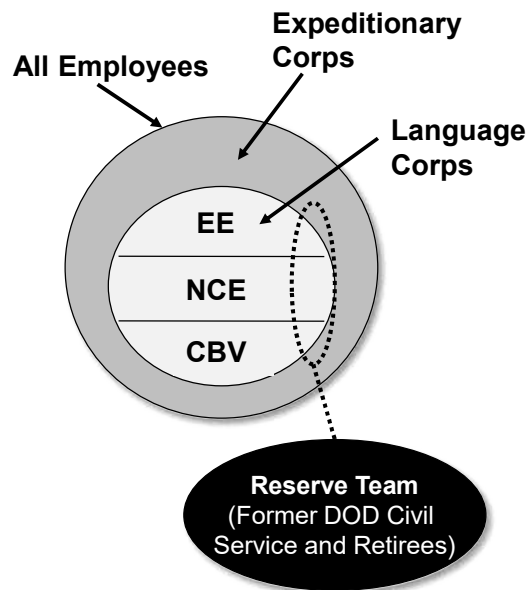 Expeditionary
Corps
All Employees
Language
Corps
EE
NCE
CBV
Reserve Team
(Former DOD Civil
Service and Retirees)